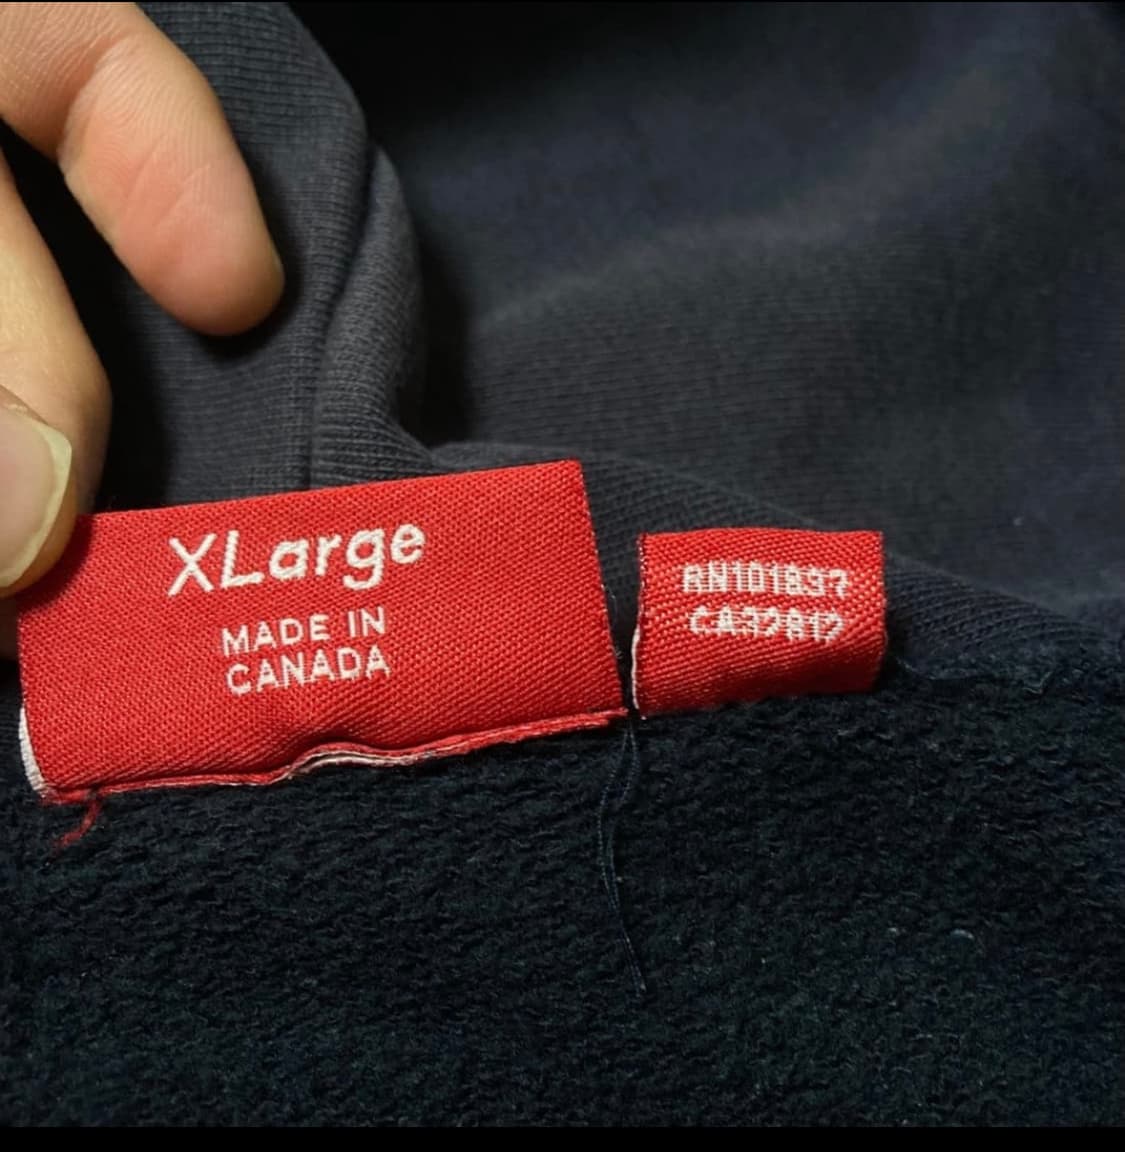 XLarge
MADE IN
CANADA
RN101837
CA32812